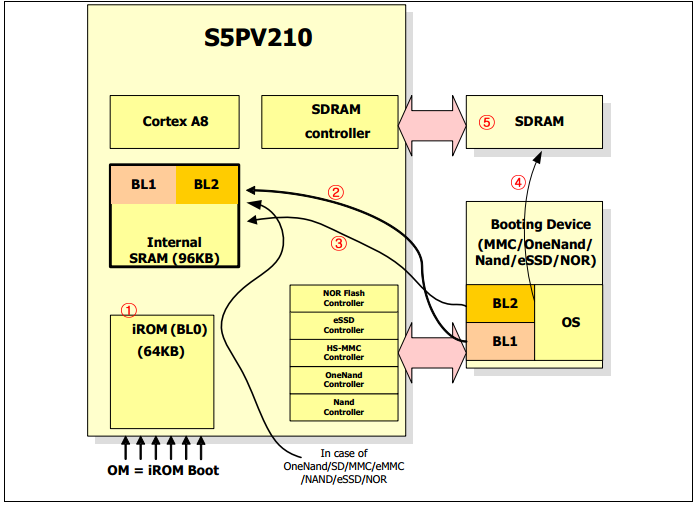 S5PV210
Cortex A8
SDRAM
controller
⑤
SDRAM
④
BL1
BL2
②
③
Internal
SRAM (96KB)
Booting Device
(MMC/OneNand/
Nand/eSSD/NOR)
BL2
BL1
OS
①
iROM (BL0)
(64KB)
NOR Flash
Controller
eSSD
Controller
HS-MMC
Controller
OneNand
Controller
Nand
Controller
OM = iROM Boot
In case of
OneNand/SD/MMC/eMMC
/NAND/eSSD/NOR